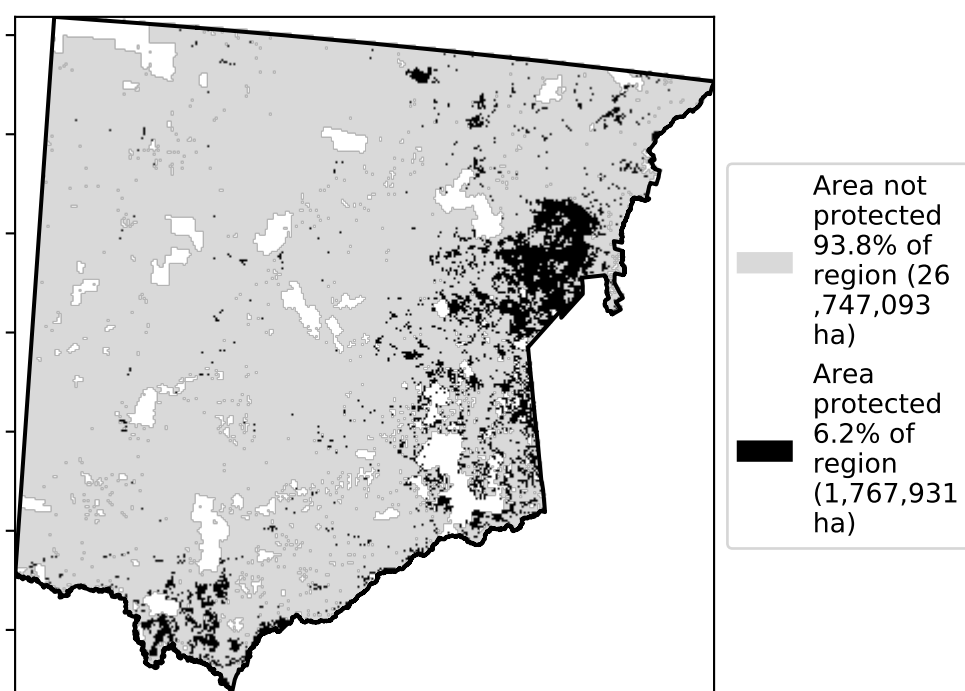 Area not
protected
93.8% of
region (26
,747,093
ha)
Area
protected
6.2% of
region
(1,767,931
ha)